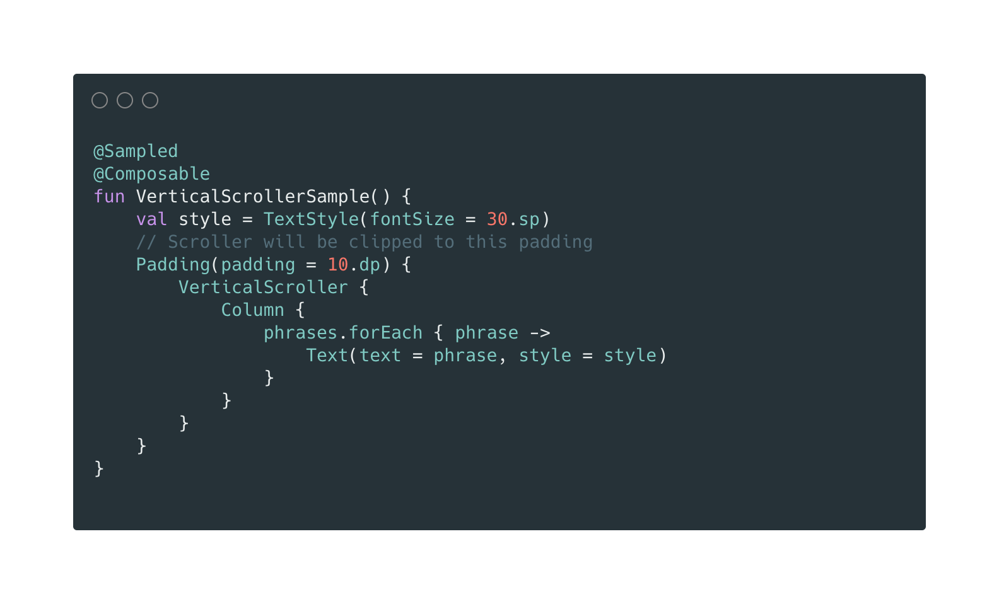 @Sampled
@Composable
fun VerticalScrollerSample() {
    val style = TextStyle(fontSize = 30.sp)
    // Scroller will be clipped to this padding
    Padding(padding = 10.dp) {
        VerticalScroller {
            Column {
                phrases.forEach { phrase ->
                    Text(text = phrase, style = style)
                }
            }
        }
    }
}